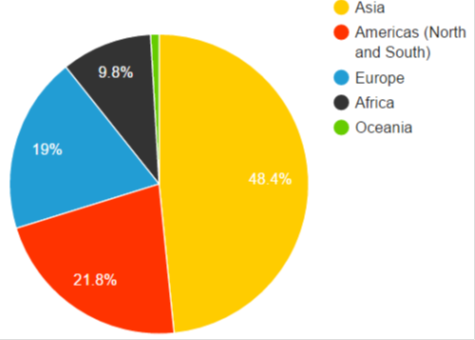 Asia
Americas (North
and South)
Europe
Africa
Oceania
9.8%
19%
48.4%
21.8%